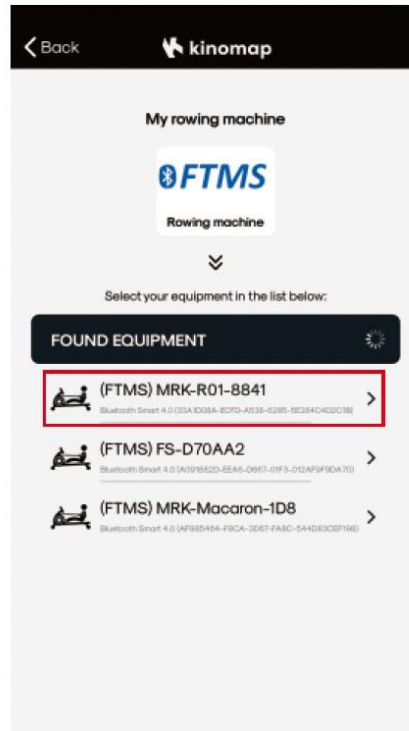 Back
kinomap
My rowing machine
FTMS
Rowing machine
Select your equipment in the list below:
FOUND EQUIPMENT
(FTMS) MRK-R01-8841
Bluetooth Smart 4.0
(FTMS) FS-D70AA2
Bluetooth Smart 4.0
(FTMS) MRK-Macaron-1D8
Bluetooth Smart 4.0